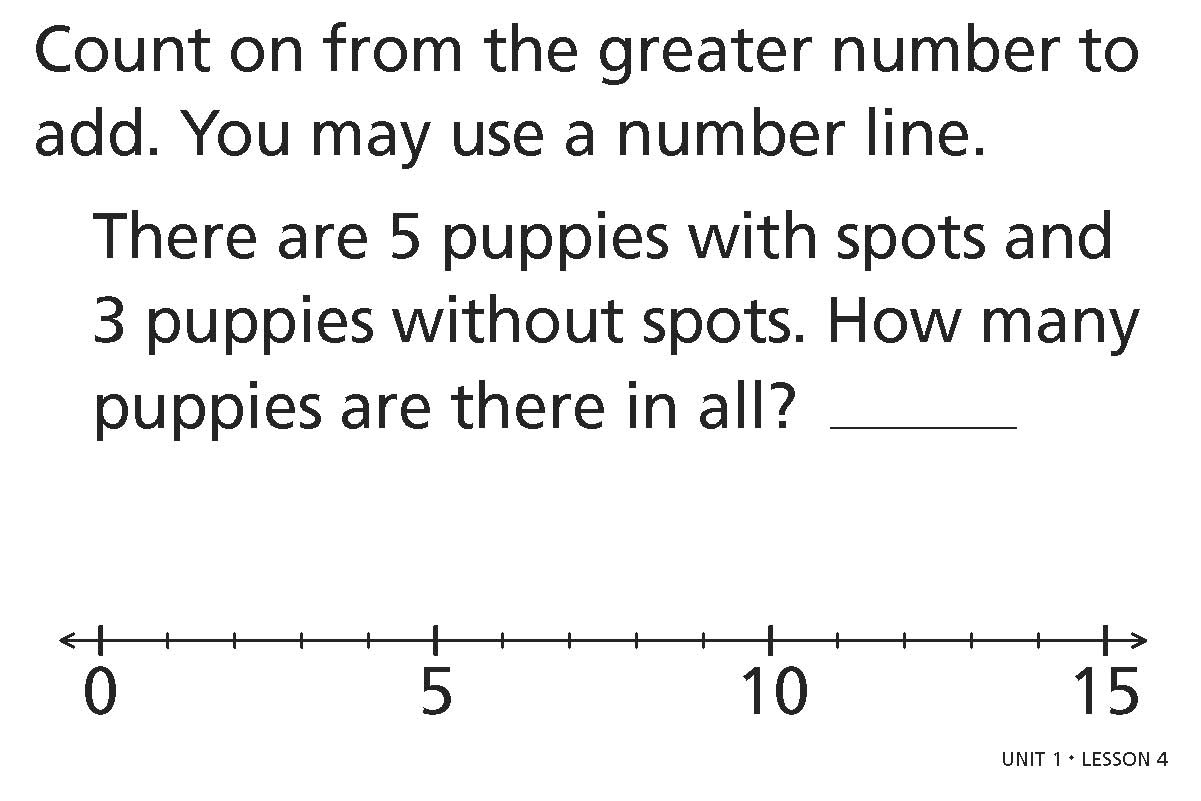 Count on from the greater number to
add. You may use a number line.
There are 5 puppies with spots and
3 puppies without spots. How many
puppies are there in all? ________
0 5 10 15
UNIT 1 • LESSON 4